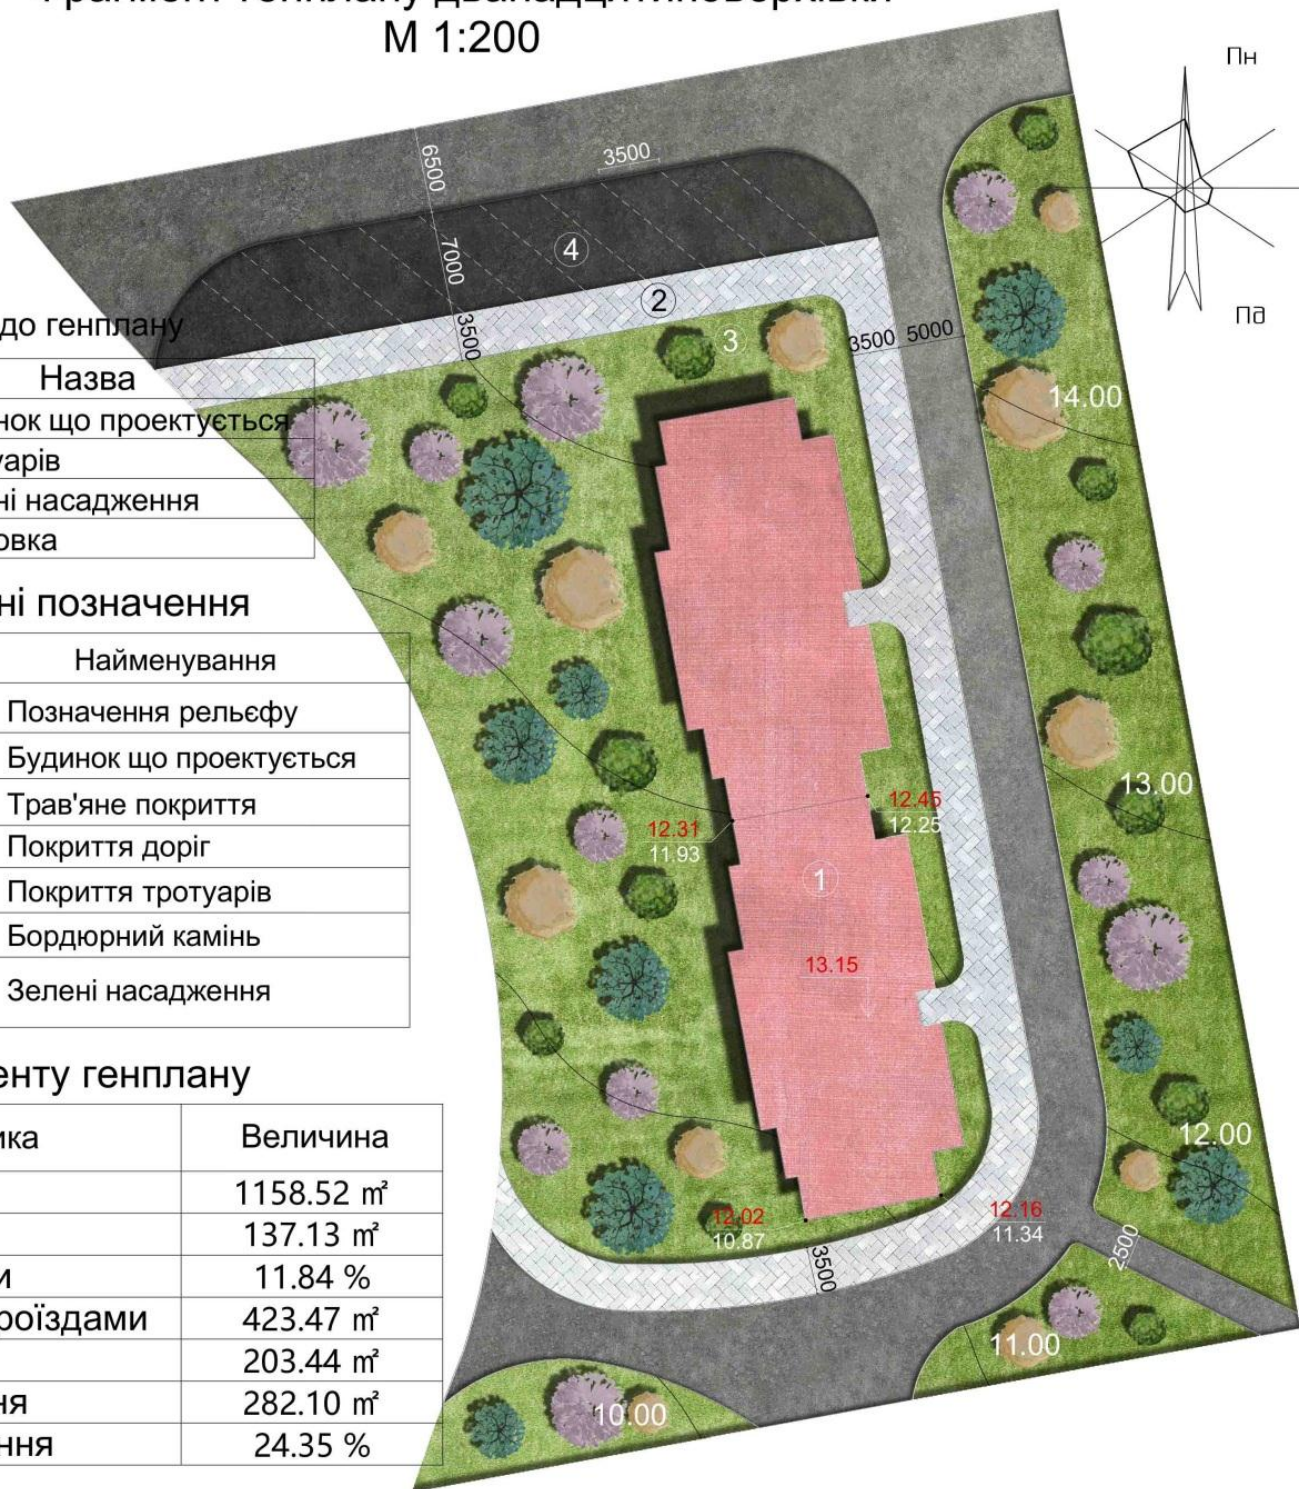 М 1:200
Пн
Пд
6500
3500
7000
4
2
3500
3
3500 5000
14.00
до генплану
Назва
нок що проектується
уарів
ні насадження
овка
ні позначення
Найменування
Позначення рельєфу
Будинок що проектується
Трав'яне покриття
Покриття доріг
Покриття тротуарів
Бордюрний камінь
Зелені насадження
13.00
12.45
12.25
12.31
11.93
1
13.15
енту генплану
ика
Величина
1158.52 м²
137.13 м²
и
11.84 %
роїздами
423.47 м²
203.44 м²
ня
282.10 м²
ння
24.35 %
12.00
12.02
10.87
12.16
11.34
3500
2500
11.00
10.00